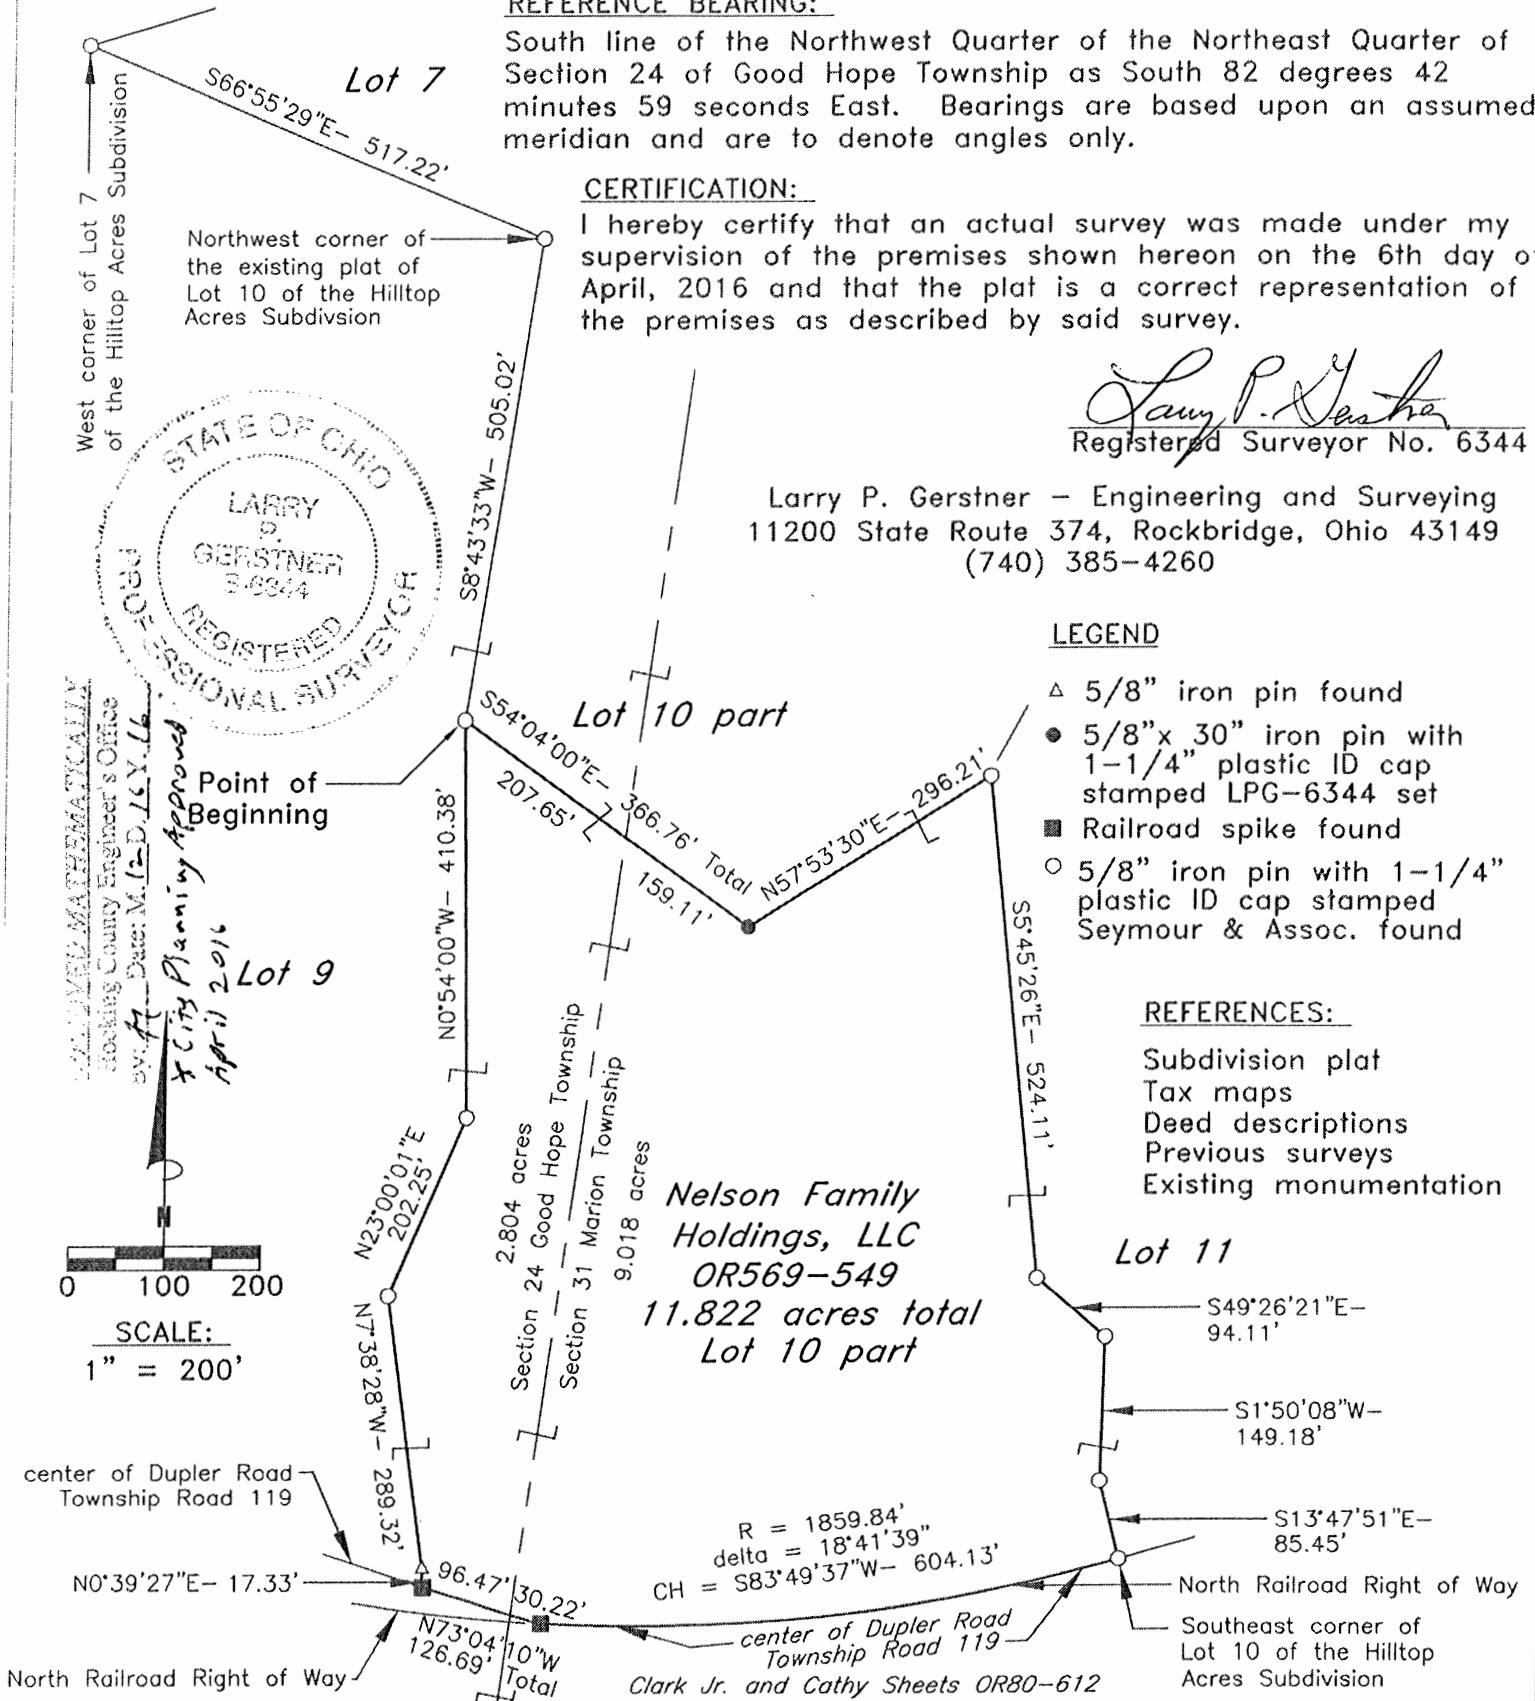 REFERENCE BEARING:
South line of the Northwest Quarter of the Northeast Quarter of
Section 24 of Good Hope Township as South 82 degrees 42
minutes 59 seconds East. Bearings are based upon an assumed
meridian and are to denote angles only.
CERTIFICATION:
I hereby certify that an actual survey was made under my
supervision of the premises shown hereon on the 6th day
April, 2016 and that the plat is a correct representation of
the premises as described by said survey.
Larry P. Gerstner
Registered Surveyor No. 6344
Larry P. Gerstner - Engineering and Surveying
11200 State Route 374, Rockbridge, Ohio 43149
(740) 385-4260
Lot 7
S66°55'29"E- 517.22'
West corner of Lot 7
of the Hilltop Acres Subdivision
Northwest corner of
the existing plat of
Lot 10 of the Hilltop
Acres Subdivsion
S8°43'33"W- 505.02'
STATE OF OHIO
LARRY
P.
GERSTNER
S-6344
REGISTERED
PROFESSIONAL SURVEYOR
MATHEMATICALLY
Hocking County Engineer's Office
By: Date: M.12 D.16 Y.16
* City Planning Approved
April 2016
Point of
Beginning
S54°04'00"E- 366.76' Total
207.65'
159.11'
Lot 10 part
N57°53'30"E- 296.21'
LEGEND
5/8" iron pin found
5/8"x 30" iron pin with
1-1/4" plastic ID cap
stamped LPG-6344 set
Railroad spike found
5/8" iron pin with 1-1/4"
plastic ID cap stamped
Seymour & Assoc. found
REFERENCES:
Subdivision plat
Tax maps
Deed descriptions
Previous surveys
Existing monumentation
Lot 9
N0°54'00"W- 410.38'
S5°45'26"E- 524.11'
N23°00'01"E
202.25'
2.804 acres
Section 24 Good Hope Township
Section 31 Marion Township
9.018 acres
Nelson Family
Holdings, LLC
OR569-549
11.822 acres total
Lot 10 part
Lot 11
0 100 200
SCALE:
1" = 200'
N7°38'28"W- 289.32'
S49°26'21"E-
94.11'
S1°50'08"W-
149.18'
S13°47'51"E-
85.45'
center of Dupler Road
Township Road 119
N0°39'27"E- 17.33'
96.47'
30.22'
N73°04'10"W
126.69' Total
R = 1859.84'
delta = 18°41'39"
CH = S83°49'37"W- 604.13'
center of Dupler Road
Township Road 119
North Railroad Right of Way
North Railroad Right of Way
Southeast corner of
Lot 10 of the Hilltop
Acres Subdivision
Clark Jr. and Cathy Sheets OR80-612